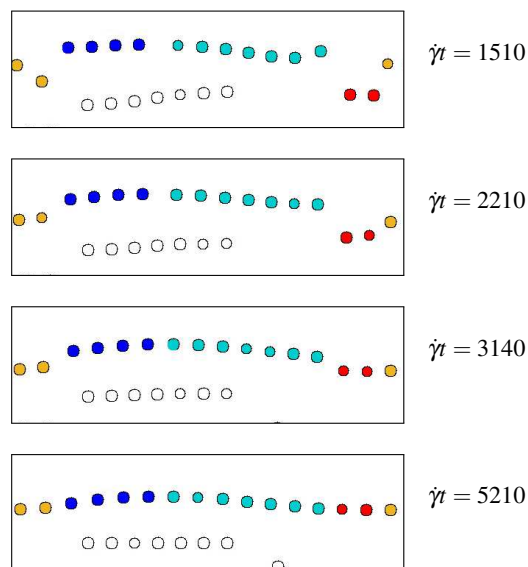 γ̇t = 1510
γ̇t = 2210
γ̇t = 3140
γ̇t = 5210